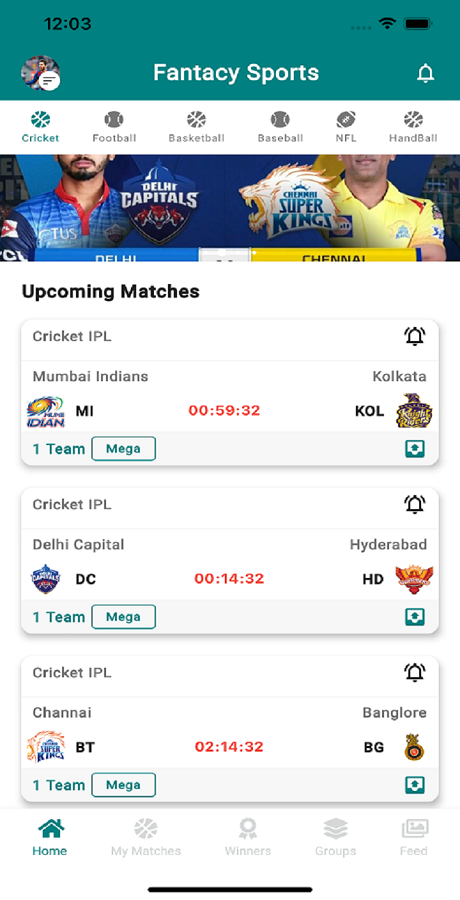 12:03
Fantacy Sports
Cricket Football Basketball Baseball NFL HandBall
DELHI CAPITALS CHENNAI SUPER KINGS
DELHI CHENNAI
Upcoming Matches
Cricket IPL
Mumbai Indians Kolkata
MI 00:59:32 KOL
1 Team Mega
Cricket IPL
Delhi Capital Hyderabad
DC 00:14:32 HD
1 Team Mega
Cricket IPL
Channai Banglore
BT 02:14:32 BG
1 Team Mega
Home My Matches Winners Groups Feed